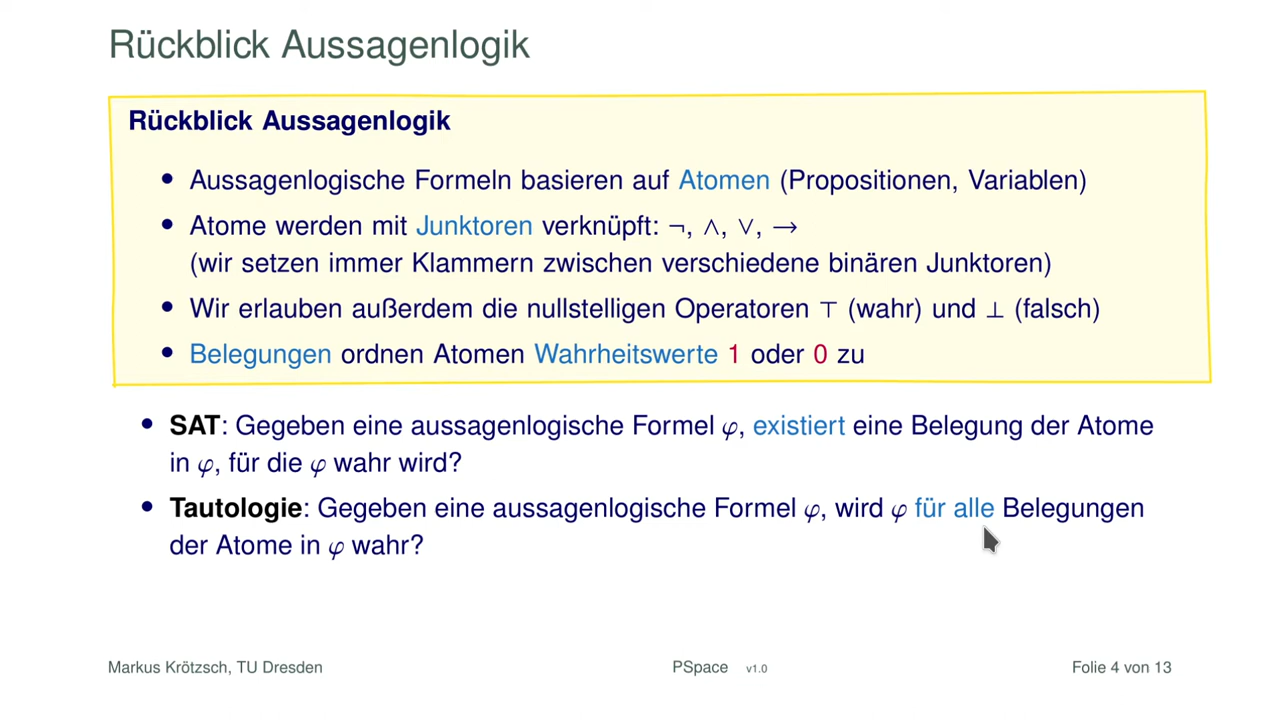 Rückblick Aussagenlogik
Rückblick Aussagenlogik
• Aussagenlogische Formeln basieren auf Atomen (Propositionen, Variablen)
• Atome werden mit Junktoren verknüpft: ¬, ∧, ∨, →
(wir setzen immer Klammern zwischen verschiedene binären Junktoren)
• Wir erlauben außerdem die nullstelligen Operatoren ⊤ (wahr) und ⊥ (falsch)
• Belegungen ordnen Atomen Wahrheitswerte 1 oder 0 zu
• SAT: Gegeben eine aussagenlogische Formel φ, existiert eine Belegung der Atome
in φ, für die φ wahr wird?
• Tautologie: Gegeben eine aussagenlogische Formel φ, wird φ für alle Belegungen
der Atome in φ wahr?
Markus Krötzsch, TU Dresden PSpace v1.0 Folie 4 von 13